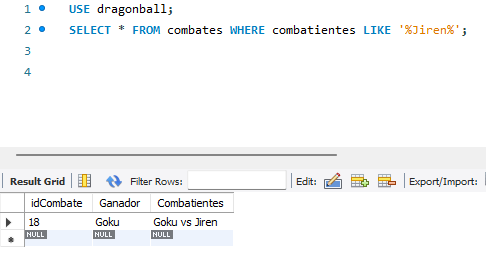 1 USE dragonball;
2 SELECT * FROM combates WHERE combatientes LIKE '%Jiren%';
3
4
Result Grid Filter Rows: Edit: Export/Import:
idCombate Ganador Combatientes
18 Goku Goku vs Jiren
NULL NULL NULL